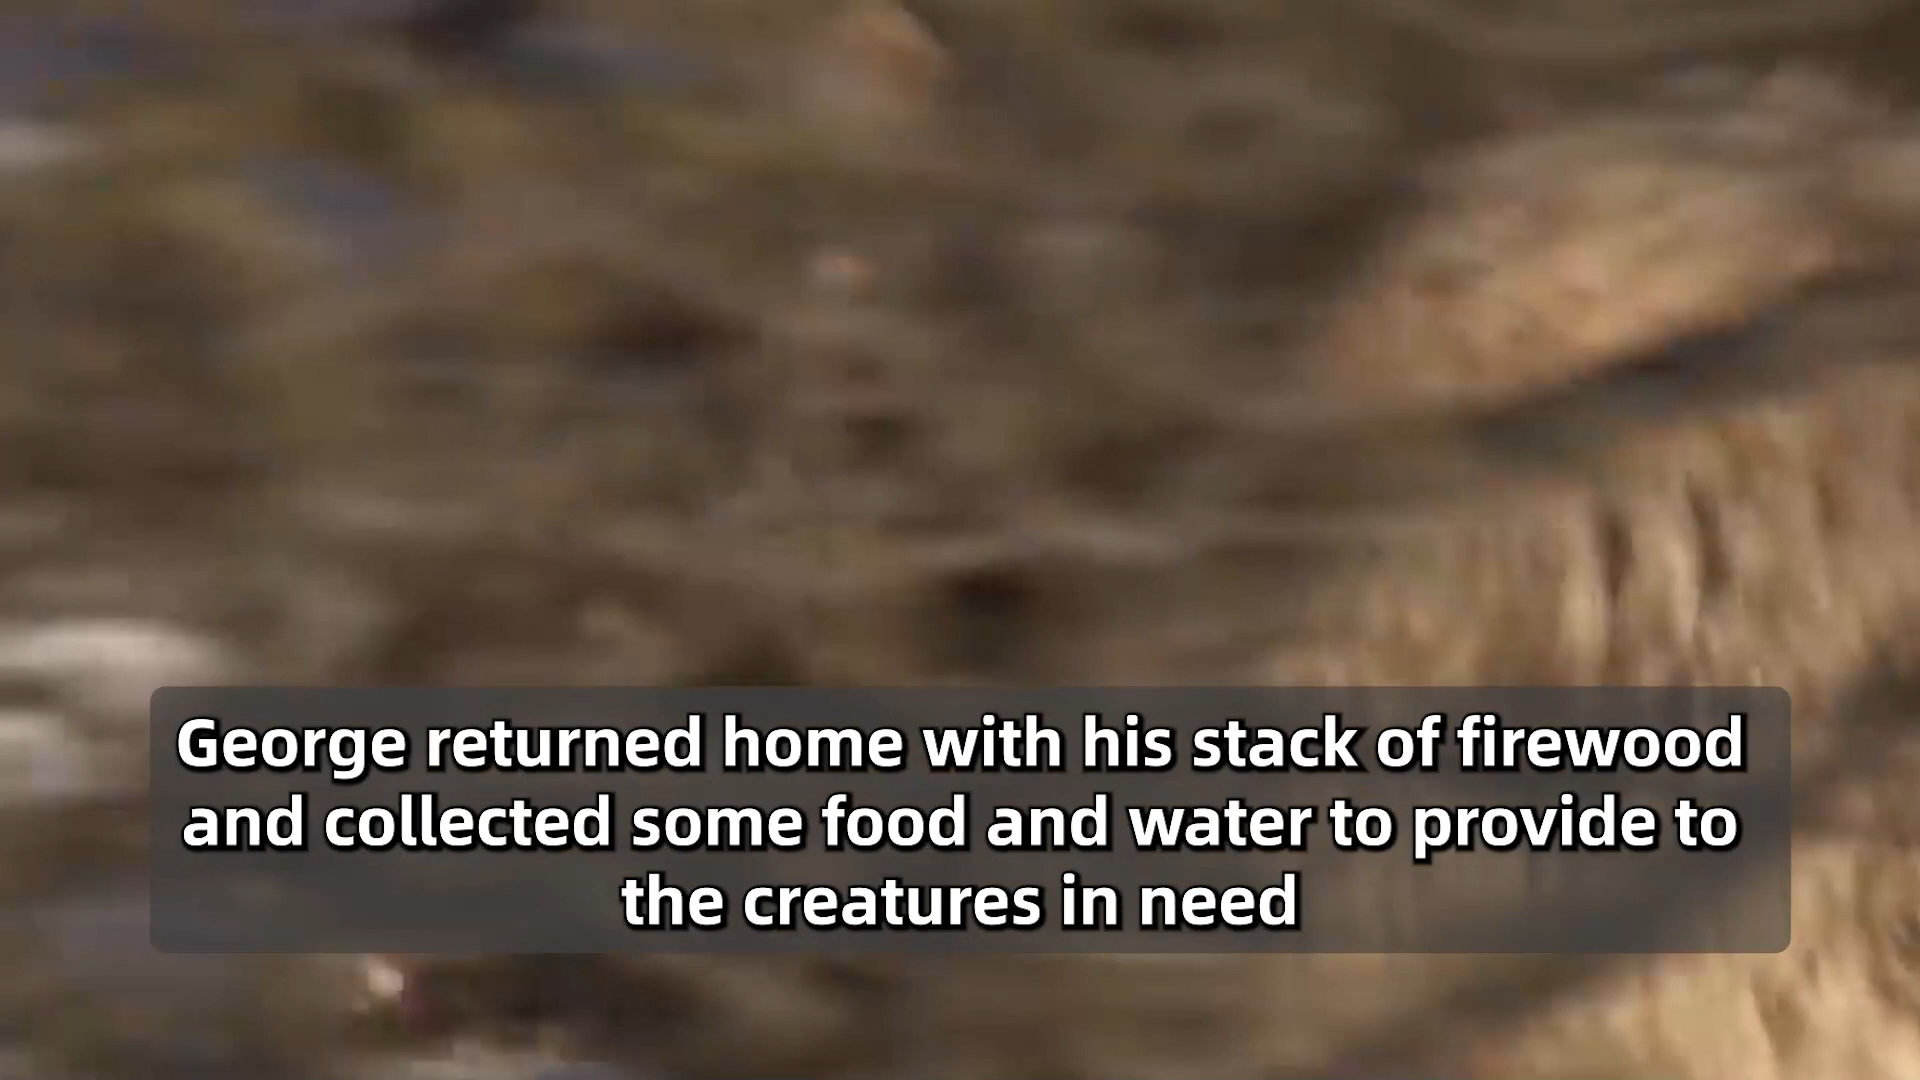 George returned home with his stack of firewood
and collected some food and water to provide to
the creatures in need